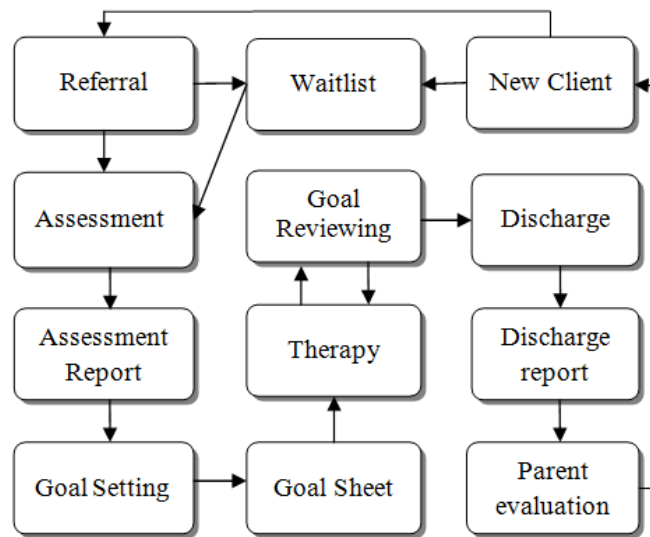 Referral
Waitlist
New Client
Assessment
Goal
Reviewing
Discharge
Assessment
Report
Therapy
Discharge
report
Goal Setting
Goal Sheet
Parent
evaluation